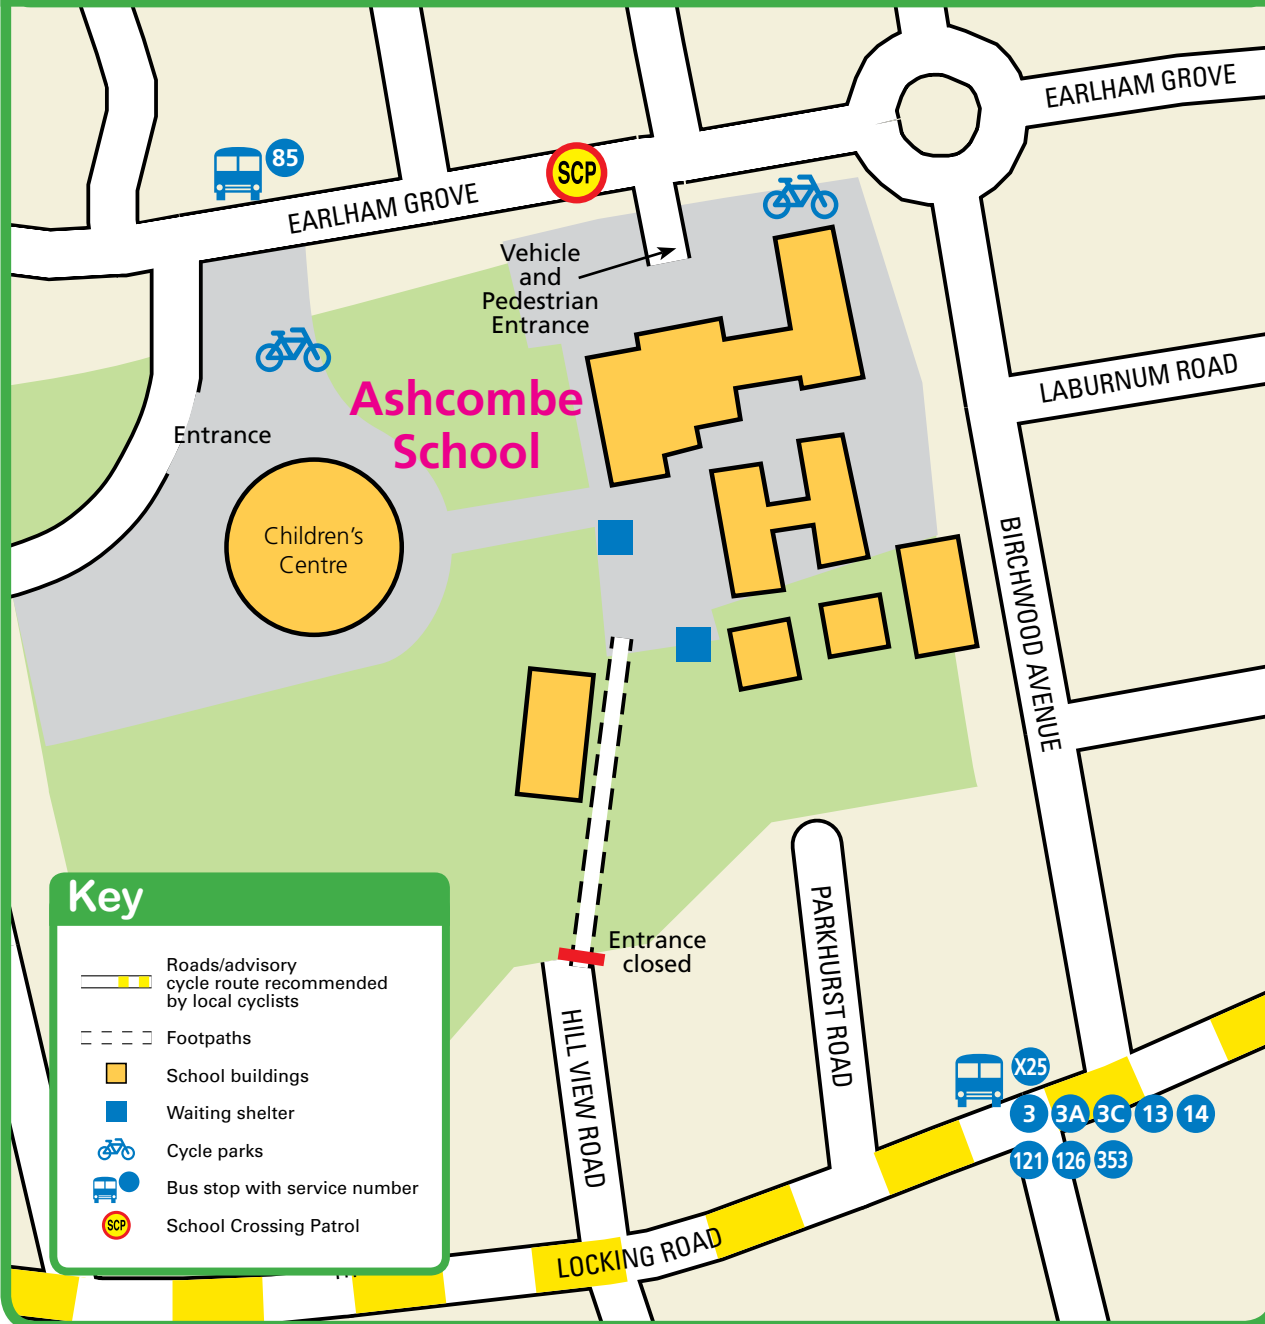 EARLHAM GROVE
85
SCP
EARLHAM GROVE
Vehicle
and
Pedestrian
Entrance
LABURNUM ROAD
Ashcombe
School
Entrance
Children's
Centre
BIRCHWOOD AVENUE
PARKHURST ROAD
Entrance
closed
HILL VIEW ROAD
X25
3 3A 3C 13 14
121 126 353
LOCKING ROAD
Key
Roads/advisory
cycle route recommended
by local cyclists
Footpaths
School buildings
Waiting shelter
Cycle parks
Bus stop with service number
SCP
School Crossing Patrol